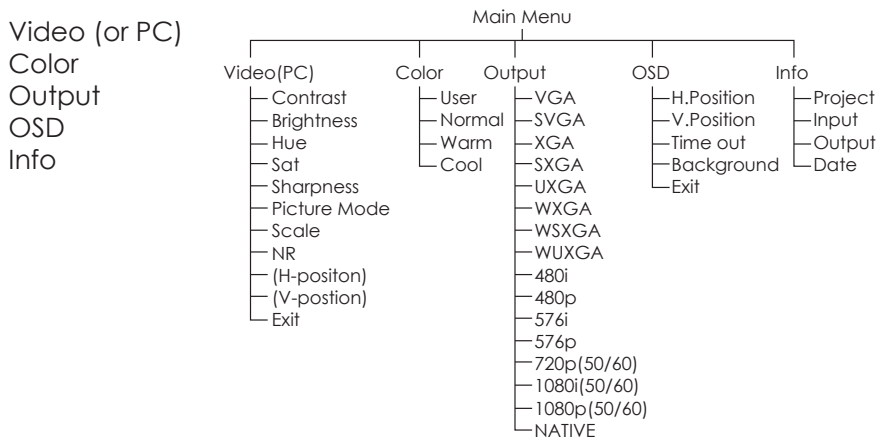 Video (or PC)
Color
Output
OSD
Info
Main Menu
Video(PC)
Contrast
Brightness
Hue
Sat
Sharpness
Picture Mode
Scale
NR
(H-positon)
(V-postion)
Exit
Color
User
Normal
Warm
Cool
Output
VGA
SVGA
XGA
SXGA
UXGA
WXGA
WSXGA
WUXGA
480i
480p
576i
576p
720p(50/60)
1080i(50/60)
1080p(50/60)
NATIVE
OSD
H.Position
V.Position
Time out
Background
Exit
Info
Project
Input
Output
Date